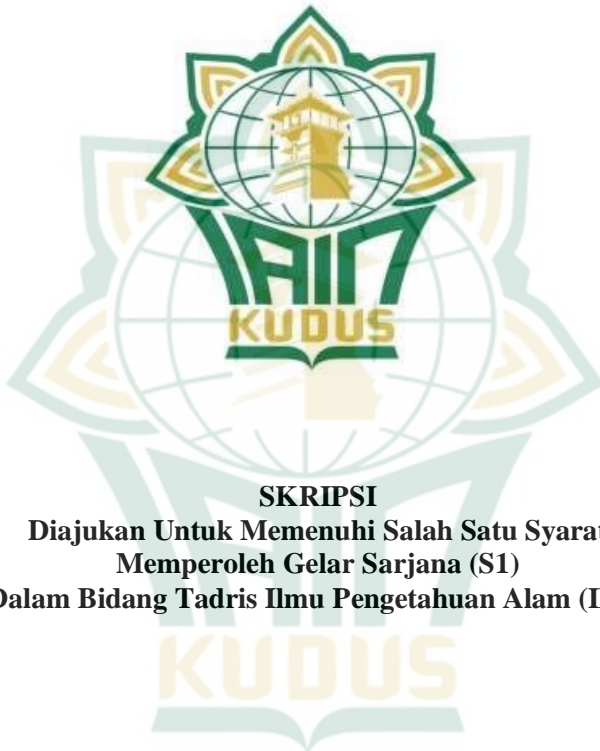 IAIN
KUDUS
SKRIPSI
Diajukan Untuk Memenuhi Salah Satu Syarat
Memperoleh Gelar Sarjana (S1)
Dalam Bidang Tadris Ilmu Pengetahuan Alam
KUDUS